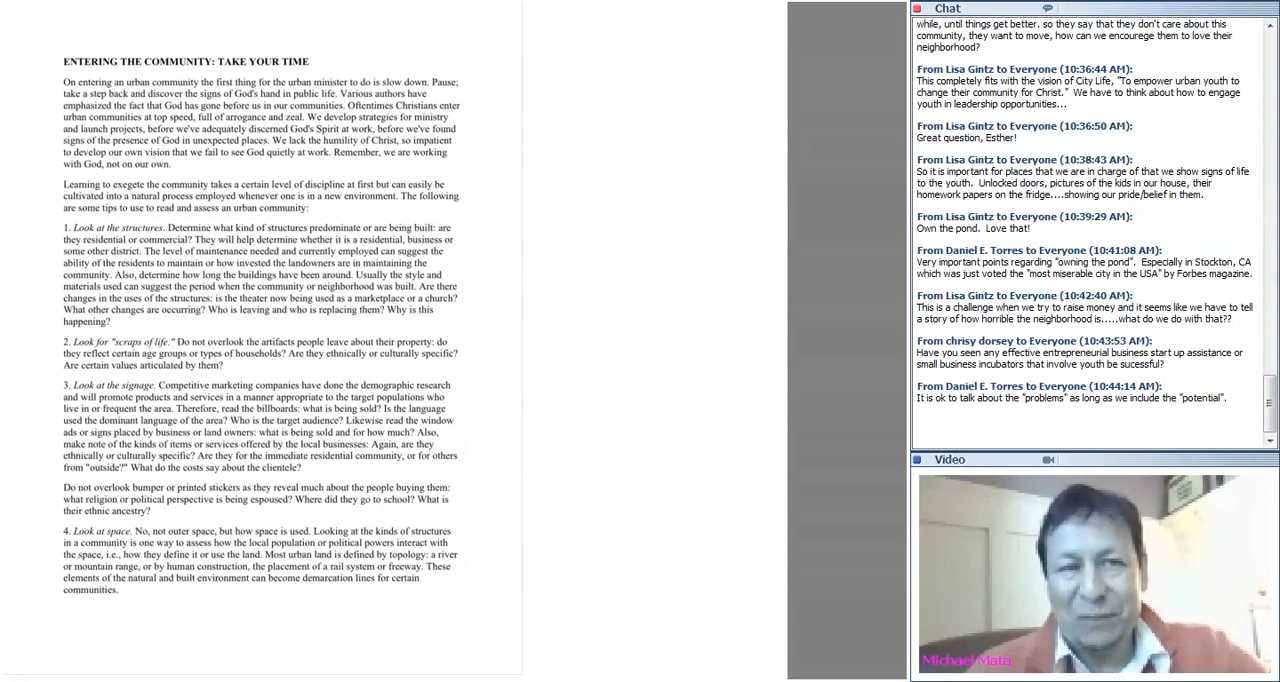 ENTERING THE COMMUNITY: TAKE YOUR TIME
On entering an urban community the first thing for the urban minister to do is slow down. Pause;
take a step back and discover the signs of God's hand in public life. Various authors have
emphasized the fact that God has gone before us in our communities. Oftentimes Christians enter
urban communities at top speed, full of arrogance and zeal. We develop strategies for ministry
and launch projects, before we've adequately discerned God's Spirit at work, before we've found
signs of the presence of God in unexpected places. We lack the humility of Christ, so impatient
to develop our own vision that we fail to see God quietly at work. Remember, we are working
with God, not on our own.
Learning to exegete the community takes a certain level of discipline at first but can easily be
cultivated into a natural process employed whenever one is in a new environment. The following
are some tips to use to read and assess an urban community:
1. Look at the structures. Determine what kind of structures predominate or are being built: are
they residential or commercial? They will help determine whether it is a residential, business or
some other district. The level of maintenance needed and currently employed can suggest the
ability of the residents to maintain or how invested the landowners are in maintaining the
community. Also, determine how long the buildings have been around. Usually the style and
materials used can suggest the period when the community or neighborhood was built. Are there
changes in the uses of the structures: is the theater now being used as a marketplace or a church?
What other changes are occurring? Who is leaving and who is replacing them? Why is this
happening?
2. Look for "scraps of life." Do not overlook the artifacts people leave about their property: do
they reflect certain age groups or types of households? Are they ethnically or culturally specific?
Are certain values articulated by them?
3. Look at the signage. Competitive marketing companies have done the demographic research
and will promote products and services in a manner appropriate to the target populations who
live in or frequent the area. Therefore, read the billboards: what is being sold? Is the language
used the dominant language of the area? Who is the target audience? Likewise read the window
ads or signs placed by business or land owners: what is being sold and for how much? Also,
make note of the kinds of items or services offered by the local businesses: Again, are they
ethnically or culturally specific? Are they for the immediate residential community, or for others
from "outside?" What do the costs say about the clientele?
Do not overlook bumper or printed stickers as they reveal much about the people buying them:
what religion or political perspective is being espoused? Where did they go to school? What is
their ethnic ancestry?
4. Look at space. No, not outer space, but how space is used. Looking at the kinds of structures
in a community is one way to assess how the local population or political powers interact with
the space, i.e., how they define it or use the land. Most urban land is defined by topology: a river
or mountain range, or by human construction, the placement of a rail system or freeway. These
elements of the natural and built environment can become demarcation lines for certain
communities.
Chat
while, until things get better. so they say that they don't care about this
community, they want to move, how can we encourege them to love their
neighborhood?
From Lisa Gintz to Everyone (10:36:44 AM):
This completely fits with the vision of City Life, "To empower urban youth to
change their community for Christ." We have to think about how to engage
youth in leadership opportunities...
From Lisa Gintz to Everyone (10:36:50 AM):
Great question, Esther!
From Lisa Gintz to Everyone (10:38:43 AM):
So it is important for places that we are in charge of that we show signs of life
to the youth. Unlocked doors, pictures of the kids in our house, their
homework papers on the fridge....showing our pride/belief in them.
From Lisa Gintz to Everyone (10:39:29 AM):
Own the pond. Love that!
From Daniel E. Torres to Everyone (10:41:08 AM):
Very important points regarding "owning the pond". Especially in Stockton, CA
which was just voted the "most miserable city in the USA" by Forbes magazine.
From Lisa Gintz to Everyone (10:42:40 AM):
This is a challenge when we try to raise money and it seems like we have to tell
a story of how horrible the neighborhood is.....what do we do with that??
From chrisy dorsey to Everyone (10:43:53 AM):
Have you seen any effective entrepreneurial business start up assistance or
small business incubators that involve youth be sucessful?
From Daniel E. Torres to Everyone (10:44:14 AM):
It is ok to talk about the "problems" as long as we include the "potential".
Video
Michael Mata